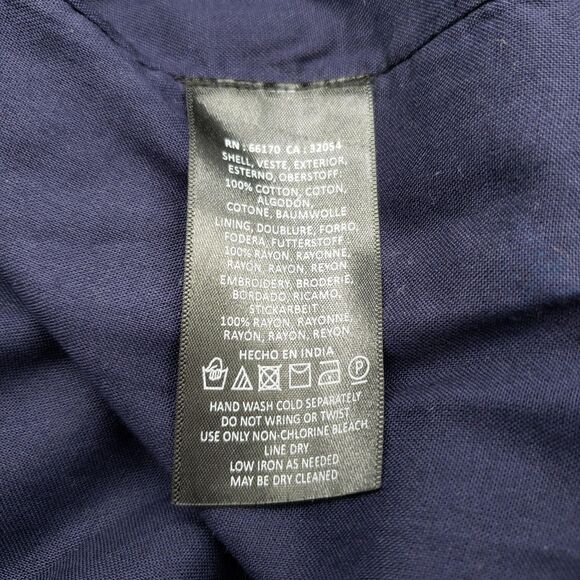 RN : 66170 CA : 32054
SHELL, VESTE, EXTERIOR,
ESTERNO, OBERSTOFF:
100% COTTON, COTON,
ALGODÓN,
COTONE, BAUMWOLLE
LINING, DOUBLURE, FORRO,
FODERA, FUTTERSTOFF:
100% RAYON, RAYONNE,
RAYÓN, RAYON, REYON
EMBROIDERY, BRODERIE,
BORDADO, RICAMO,
STICKARBEIT:
100% RAYON, RAYONNE,
RAYÓN, RAYON, REYON
HECHO EN INDIA
P
HAND WASH COLD SEPARATELY
DO NOT WRING OR TWIST
USE ONLY NON-CHLORINE BLEACH
LINE DRY
LOW IRON AS NEEDED
MAY BE DRY CLEANED